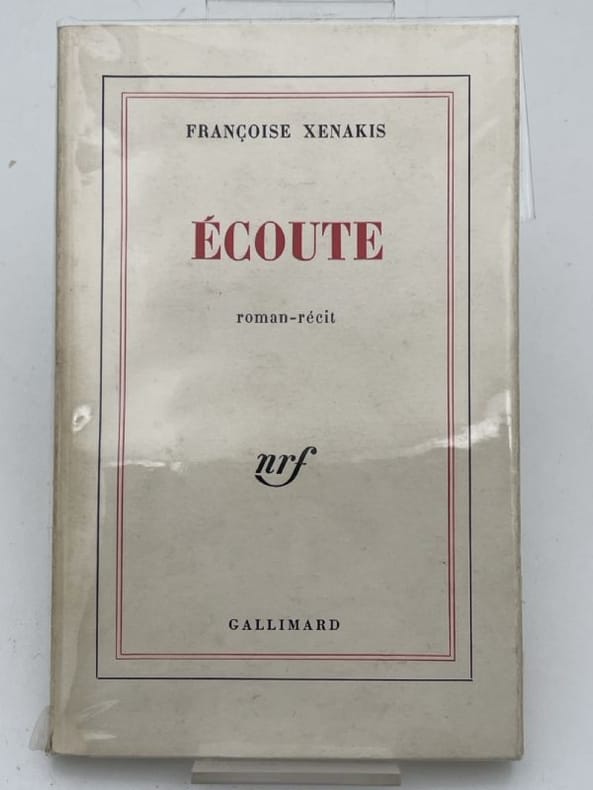 FRANÇOISE XENAKIS
ÉCOUTE
roman-récit
nrf
GALLIMARD